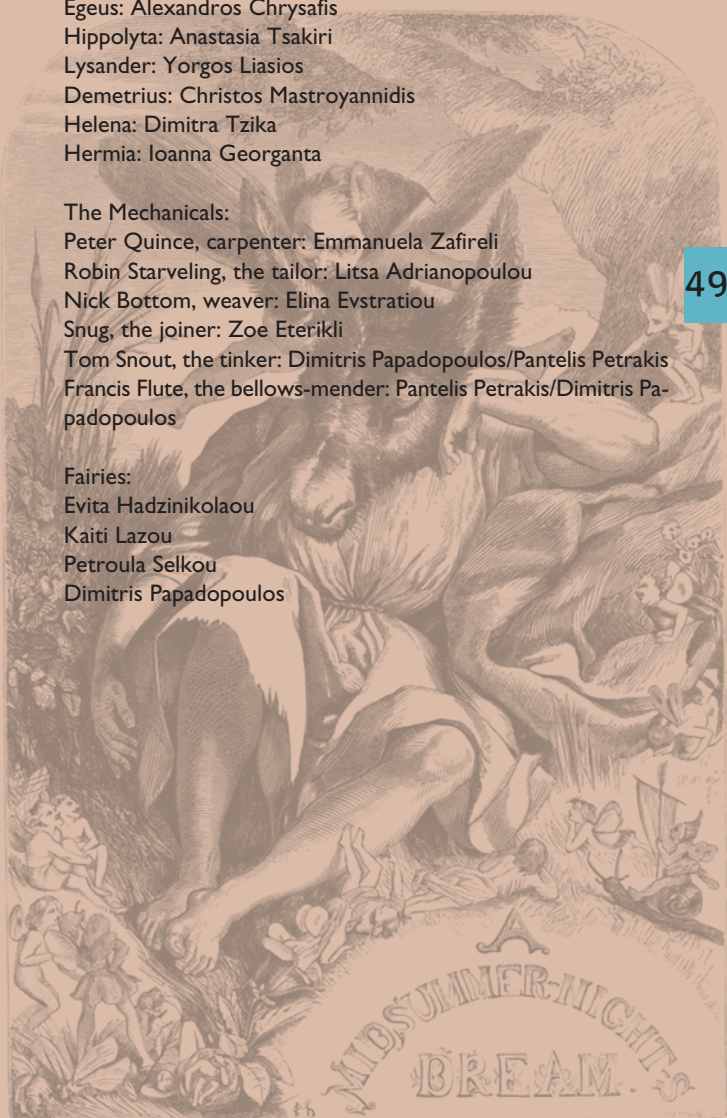 Egeus: Alexandros Chrysafis
Hippolyta: Anastasia Tsakiri
Lysander: Yorgos Liasios
Demetrius: Christos Mastroyannidis
Helena: Dimitra Tzika
Hermia: Ioanna Georganta
The Mechanicals:
Peter Quince, carpenter: Emmanuela Zafireli
Robin Starveling, the tailor: Litsa Adrianopoulou
Nick Bottom, weaver: Elina Evstratiou
Snug, the joiner: Zoe Eterikli
Tom Snout, the tinker: Dimitris Papadopoulos/Pantelis Petrakis
Francis Flute, the bellows-mender: Pantelis Petrakis/Dimitris Pa-
padopoulos
49
Fairies:
Evita Hadzinikolaou
Kaiti Lazou
Petroula Selkou
Dimitris Papadopoulos
A
MIDSUMMER-NIGHT-S
DREAM.